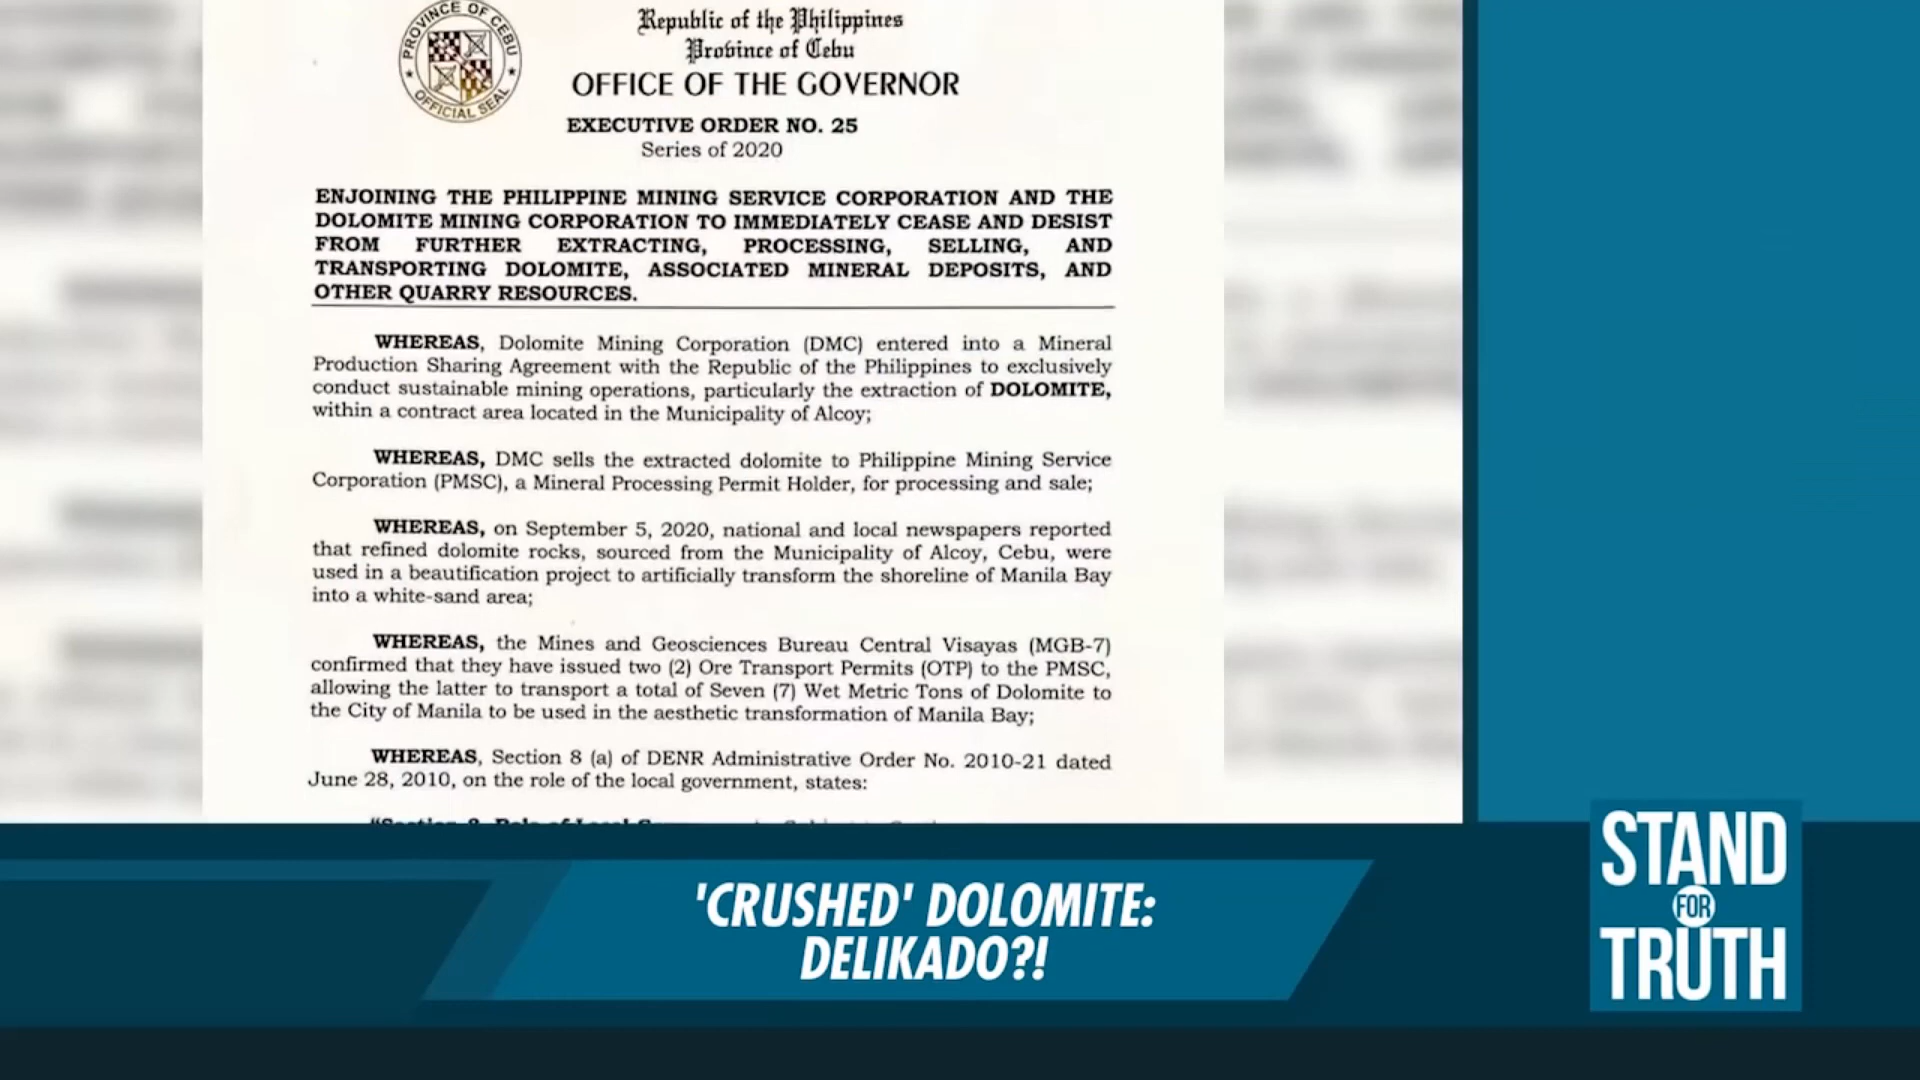 PROVINCE OF CEBU
OFFICIAL SEAL
Republic of the Philippines
Province of Cebu
OFFICE OF THE GOVERNOR
EXECUTIVE ORDER NO. 25
Series of 2020
ENJOINING THE PHILIPPINE MINING SERVICE CORPORATION AND THE
DOLOMITE MINING CORPORATION TO IMMEDIATELY CEASE AND DESIST
FROM FURTHER EXTRACTING, PROCESSING, SELLING, AND
TRANSPORTING DOLOMITE, ASSOCIATED MINERAL DEPOSITS, AND
OTHER QUARRY RESOURCES.
WHEREAS, Dolomite Mining Corporation (DMC) entered into a Mineral
Production Sharing Agreement with the Republic of the Philippines to exclusively
conduct sustainable mining operations, particularly the extraction of DOLOMITE,
within a contract area located in the Municipality of Alcoy;
WHEREAS, DMC sells the extracted dolomite to Philippine Mining Service
Corporation (PMSC), a Mineral Processing Permit Holder, for processing and sale;
WHEREAS, on September 5, 2020, national and local newspapers reported
that refined dolomite rocks, sourced from the Municipality of Alcoy, Cebu, were
used in a beautification project to artificially transform the shoreline of Manila Bay
into a white-sand area;
WHEREAS, the Mines and Geosciences Bureau Central Visayas (MGB-7)
confirmed that they have issued two (2) Ore Transport Permits (OTP) to the PMSC,
allowing the latter to transport a total of Seven (7) Wet Metric Tons of Dolomite to
the City of Manila to be used in the aesthetic transformation of Manila Bay;
WHEREAS, Section 8 (a) of DENR Administrative Order No. 2010-21 dated
June 28, 2010, on the role of the local government, states:
"Section 8. Role of Local
'CRUSHED' DOLOMITE:
DELIKADO?!
STAND
FOR
TRUTH